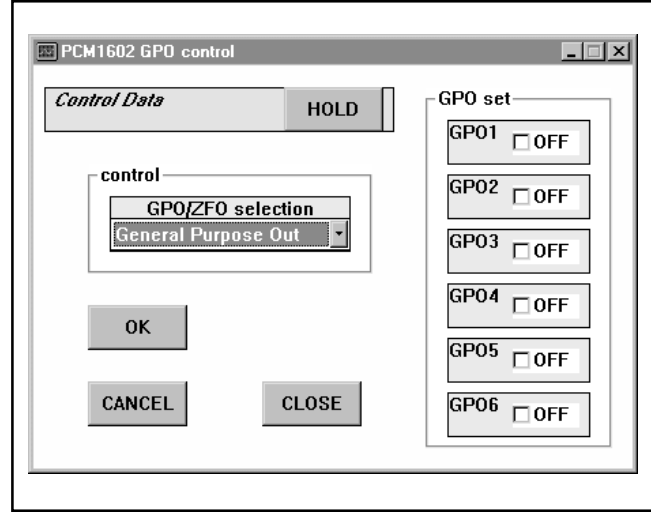 PCM1602 GPO control
Control Data
HOLD
control
GPO/ZFO selection
General Purpose Out
OK
CANCEL
CLOSE
GPO set
GPO1 OFF
GPO2 OFF
GPO3 OFF
GPO4 OFF
GPO5 OFF
GPO6 OFF